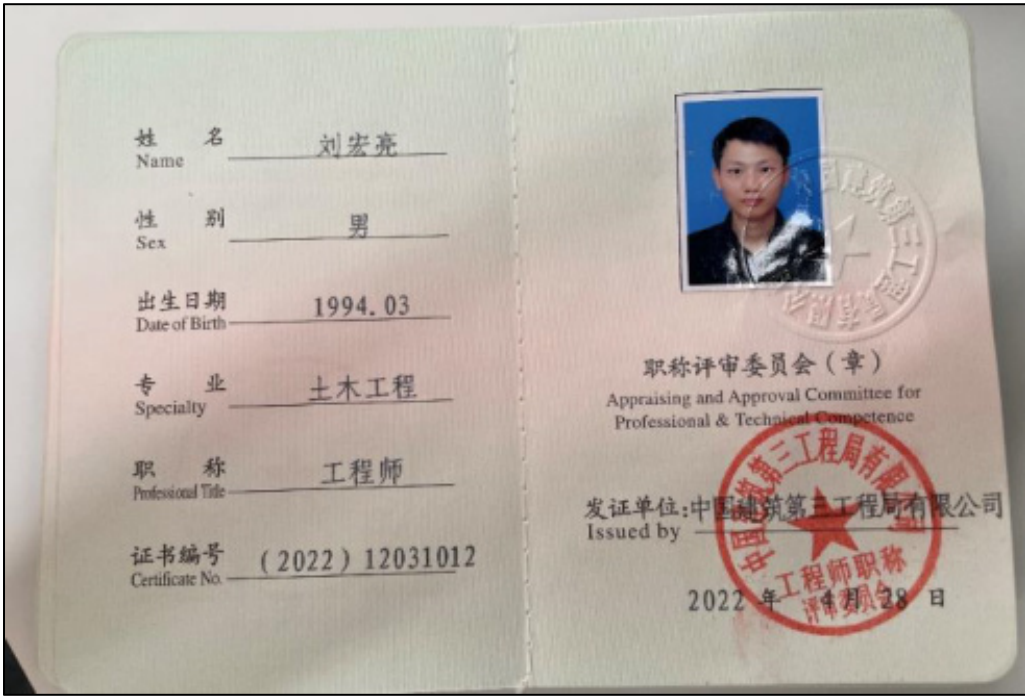 姓 名 刘宏亮
Name
性 别 男
Sex
出生日期 1994.03
Date of Birth
专 业 土木工程
Specialty
职 称 工程师
Professional Title
证书编号 (2022) 12031012
Certificate No.
职称评审委员会(章)
Appraising and Approval Committee for
Professional & Technical Competence
发证单位:中国建筑第三工程局有限公司
Issued by
2022 年 4月 28 日
中国建筑第三工程局有限公司
工程师职称
评审委员会